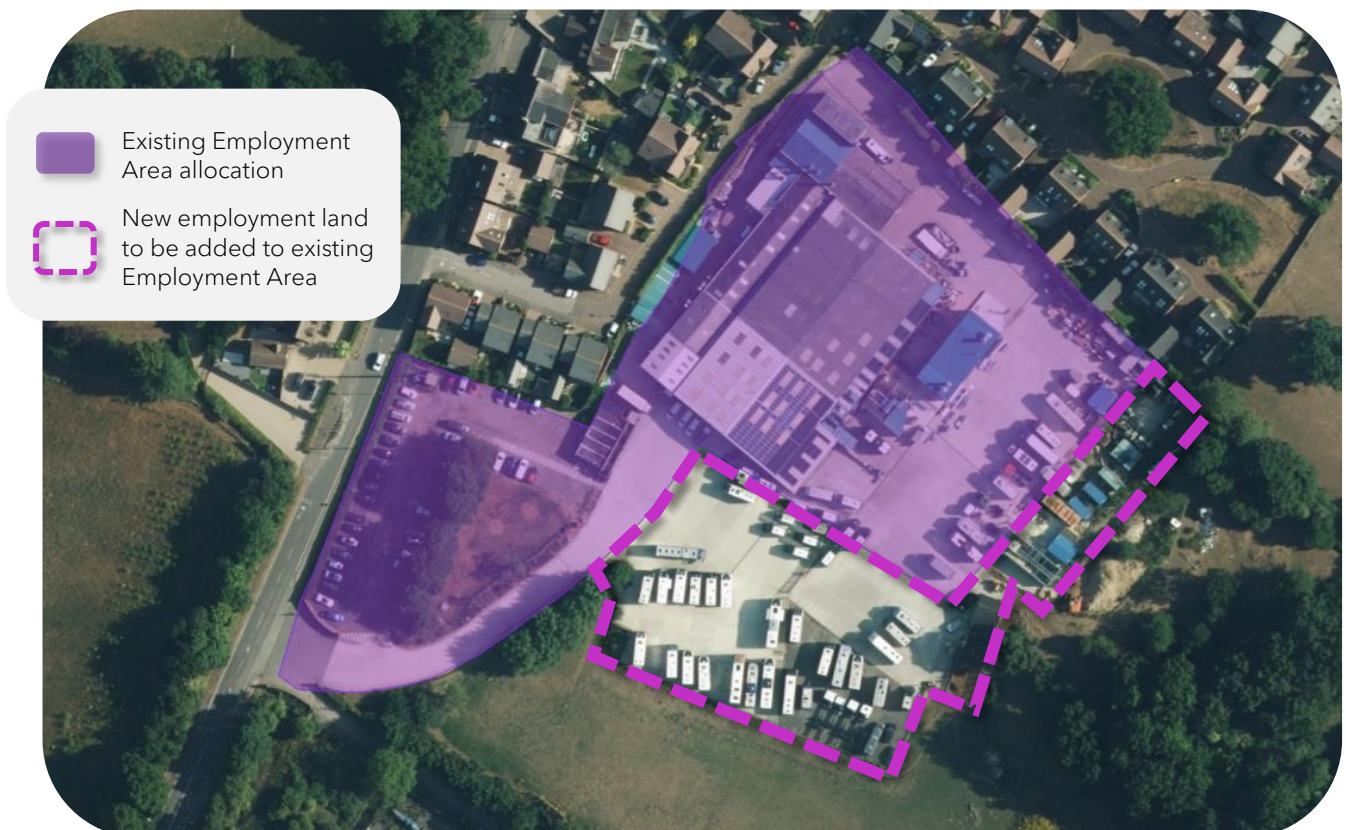 Existing Employment
Area allocation
New employment land
to be added to existing
Employment Area